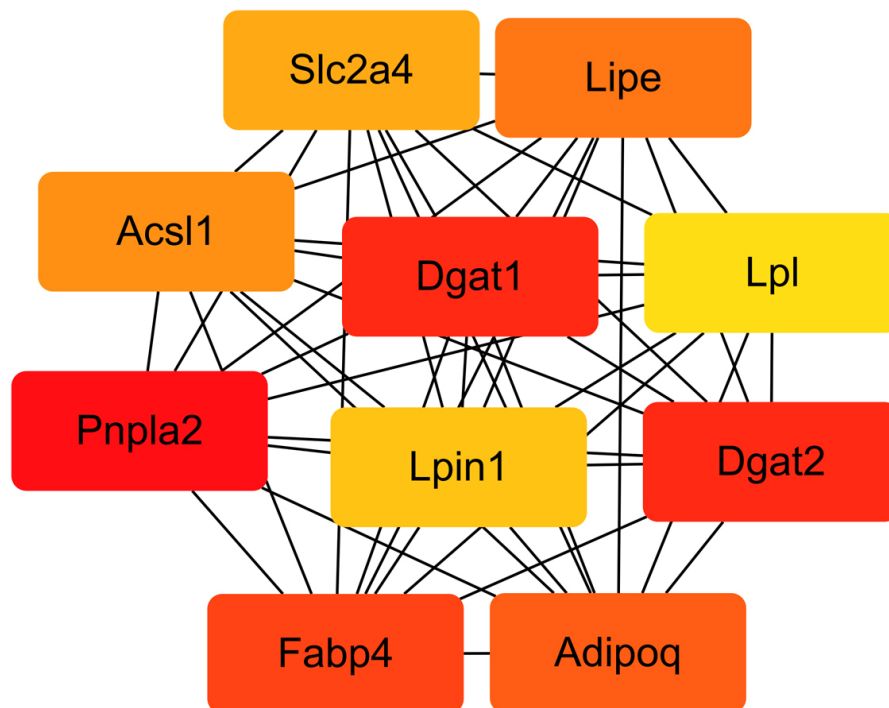 Slc2a4
Lipe
Acsl1
Dgat1
Lpl
Pnpla2
Lpin1
Dgat2
Fabp4
Adipoq